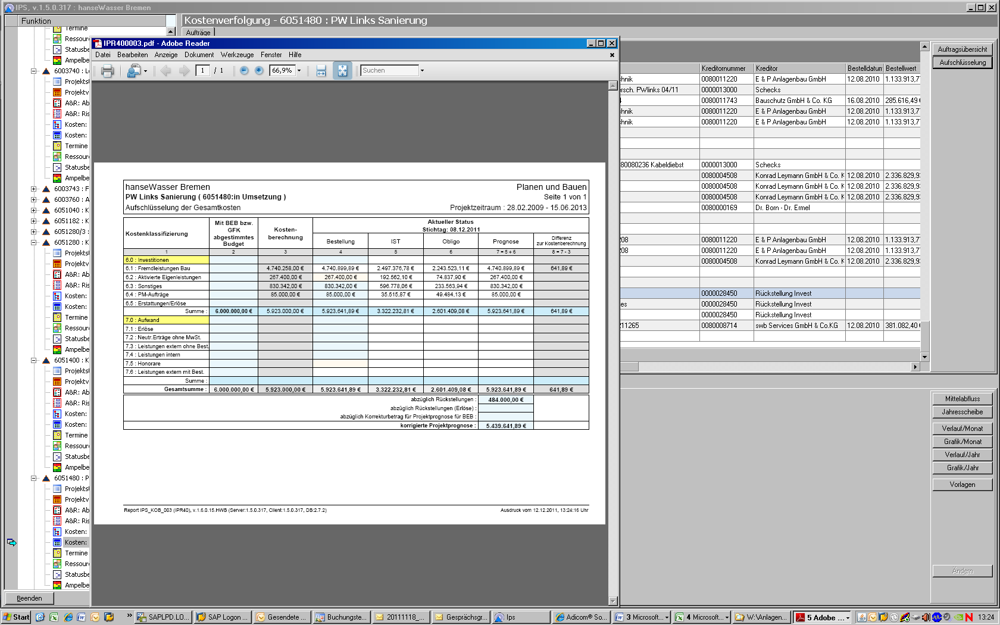 IPS, v.1.5.0.317 : hanseWasser Bremen
Funktion
Kostenverfolgung - 6051480 : PW Links Sanierung
Aufträge
Termine
Ressour
Statusbe
Ampelbe
6003740 : Lo
Projektst
Projektv
A&R: Ab
A&R: Ris
Kosten:
Kosten:
Termine
Ressour
Statusbe
Ampelbe
6003743 : F
6003760 : A
6051040 : K
6051182 : K
6051280/3 :
6051280 : K
Projektst
Projektv
A&R: Ab
A&R: Ris
Kosten:
Kosten:
Termine
Ressour
Statusbe
Ampelbe
6051400 : K
Projektst
Projektv
A&R: Ab
A&R: Ris
Kosten:
Kosten:
Termine
Ressour
Statusbe
Ampelbe
6051480 : P
Projektst
Projektv
A&R: Ab
A&R: Ris
Kosten:
Kosten:
Termine
Ressour
Statusbe
Ampelbe
Beenden
IPR400003.pdf - Adobe Reader
Datei Bearbeiten Anzeige Dokument Werkzeuge Fenster Hilfe
1 / 1 66,9% Suchen
hanseWasser Bremen Planen und Bauen
PW Links Sanierung ( 6051480:in Umsetzung ) Seite 1 von 1
Aufschlüsselung der Gesamtkosten Projektzeitraum : 28.02.2009 - 15.06.2013
Kostenklassifizierung
Mit BEB bzw. GFK abgestimmtes Budget
Kosten-berechnung
Aktueller Status
Stichtag: 08.12.2011
Bestellung IST Obligo Prognose Differenz zur Kostenberechnung
1 2 3 4 5 6 7 = 5 + 6 8 = 7 - 3
6.0 : Investitionen
6.1 : Fremdleistungen Bau 4.740.258,00 € 4.740.899,89 € 2.497.376,78 € 2.243.523,11 € 4.740.899,89 € 641,89 €
6.2 : Aktivierte Eigenleistungen 267.400,00 € 267.400,00 € 192.562,10 € 74.837,90 € 267.400,00 €
6.3 : Sonstiges 830.342,00 € 830.342,00 € 596.778,06 € 233.563,94 € 830.342,00 €
6.4 : PM-Aufträge 85.000,00 € 85.000,00 € 35.515,87 € 49.484,13 € 85.000,00 €
6.5 : Erstattungen/Erlöse
Summe : 6.000.000,00 € 5.923.000,00 € 5.923.641,89 € 3.322.232,81 € 2.601.409,08 € 5.923.641,89 € 641,89 €
7.0 : Aufwand
7.1 : Erlöse
7.2 : Neutr.Erträge ohne MwSt.
7.3 : Leistungen extern ohne Best.
7.4 : Leistungen intern
7.5 : Honorare
7.6 : Leistungen extern mit Best.
Summe :
Gesamtsumme : 6.000.000,00 € 5.923.000,00 € 5.923.641,89 € 3.322.232,81 € 2.601.409,08 € 5.923.641,89 € 641,89 €
abzüglich Rückstellungen : 484.000,00 €
abzüglich Rückstellungen (Erlöse) :
abzüglich Korrekturbetrag für Projektprognose für BEB :
korrigierte Projektprognose : 5.439.641,89 €
Report IPS_KOB_003 (IPR40), v.1.6.0.15.HWB (Server:1.5.0.317, Client:1.5.0.317, DB:2.7.2) Ausdruck vom 12.12.2011, 13:24:16 Uhr
Kreditornummer Kreditor Bestelldatum Bestellwert
chnik 0080011220 E & P Anlagenbau GmbH 12.08.2010 1.133.913,7
ersch. PWlinks 04/11 0000013000 Schecks
0080011743 Bauschutz GmbH & Co. KG 16.08.2010 285.616,49
chnik 0080011220 E & P Anlagenbau GmbH 12.08.2010 1.133.913,7
chnik 0080011220 E & P Anlagenbau GmbH 12.08.2010 1.133.913,7
80080236 Kabeldiebst 0000013000 Schecks
0080004508 Konrad Leymann GmbH & Co. K 12.08.2010 2.336.829,9
0080004508 Konrad Leymann GmbH & Co. K 12.08.2010 2.336.829,9
0080004508 Konrad Leymann GmbH & Co. K 12.08.2010 2.336.829,9
0080000169 Dr. Born - Dr. Ermel
208 0080011220 E & P Anlagenbau GmbH 12.08.2010 1.133.913,7
208 0080011220 E & P Anlagenbau GmbH 12.08.2010 1.133.913,7
0080004508 Konrad Leymann GmbH & Co. K 12.08.2010 2.336.829,9
0000028450 Rückstellung Invest
es 0000028450 Rückstellung Invest
0000028450 Rückstellung Invest
211265 0080008714 swb Services GmbH & Co.KG 12.08.2010 381.082,40
Auftragsübersicht
Aufschlüsselung
Mittelabfluss
Jahresscheibe
Verlauf/Monat
Grafik/Monat
Verlauf/Jahr
Grafik/Jahr
Vorlagen
Ändern
Start » SAPLPD.LO... SAP Logon ... Gesendete ... Buchungste... 20111118_... Gesprächsgr... Ips Adicom® So... 3 Microsoft... 4 Microsoft... W:\Anlagen... 5 Adobe ... 13:24